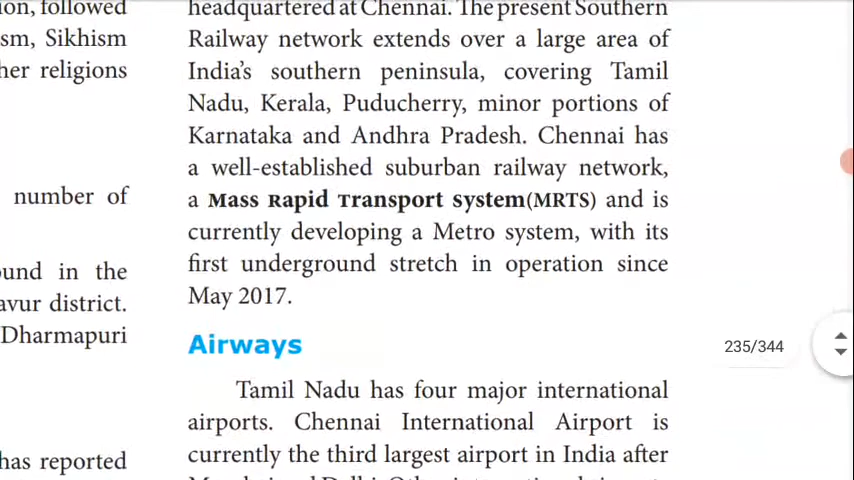 ion, followed
sm, Sikhism
her religions
number of
ound in the
avur district.
Dharmapuri
has reported
headquartered at Chennai. The present Southern
Railway network extends over a large area of
India's southern peninsula, covering Tamil
Nadu, Kerala, Puducherry, minor portions of
Karnataka and Andhra Pradesh. Chennai has
a well-established suburban railway network,
a Mass Rapid Transport system(MRTS) and is
currently developing a Metro system, with its
first underground stretch in operation since
May 2017.
Airways
Tamil Nadu has four major international
airports. Chennai International Airport is
currently the third largest airport in India after
235/344